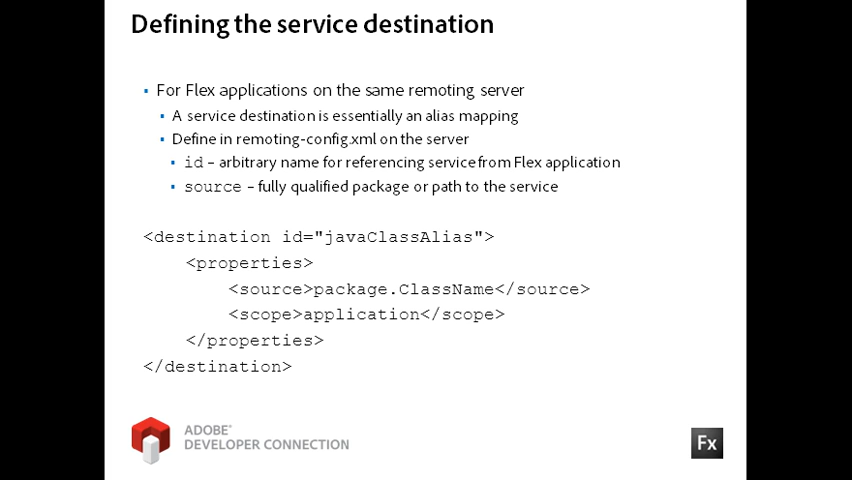 Defining the service destination
▪ For Flex applications on the same remoting server
▪ A service destination is essentially an alias mapping
▪ Define in remoting-config.xml on the server
▪ id – arbitrary name for referencing service from Flex application
▪ source – fully qualified package or path to the service
<destination id="javaClassAlias">
<properties>
<source>package.ClassName</source>
<scope>application</scope>
</properties>
</destination>
ADOBE®
DEVELOPER CONNECTION
Fx